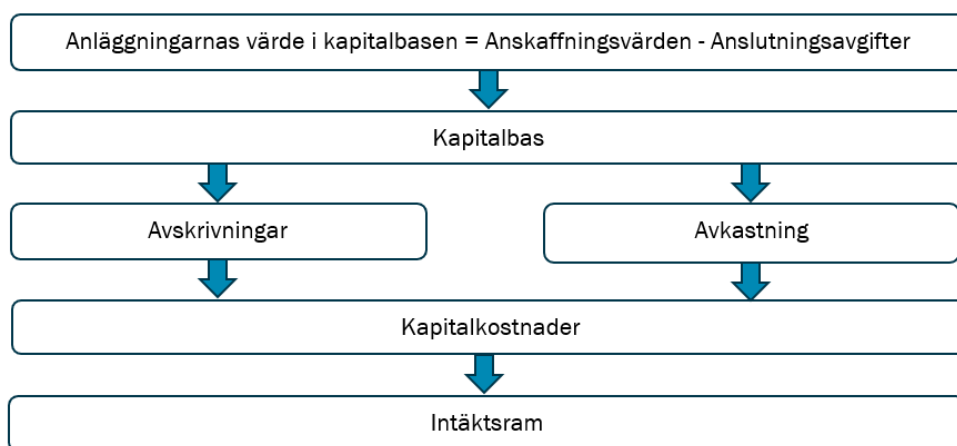 Anläggningarnas värde i kapitalbasen = Anskaffningsvärden - Anslutningsavgifter
Kapitalbas
Avskrivningar
Avkastning
Kapitalkostnader
Intäktsram